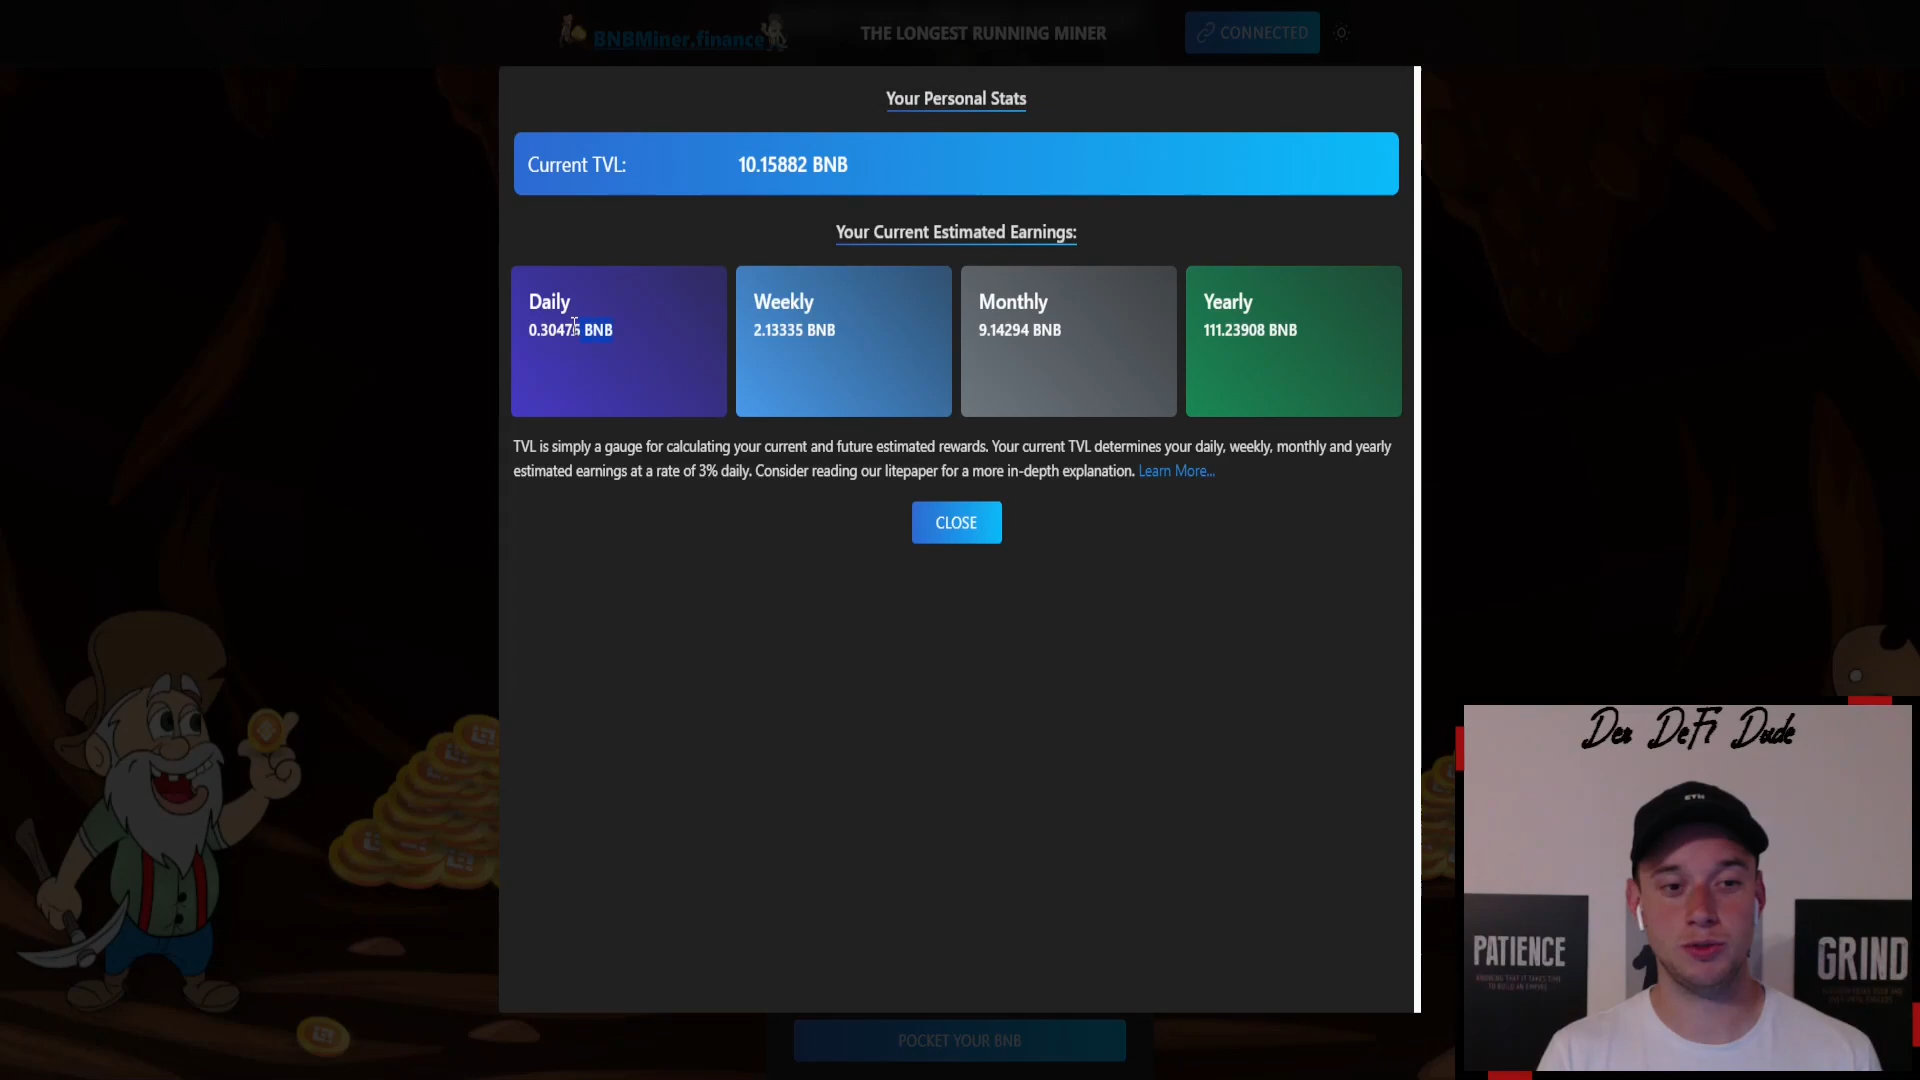 BNBMiner.finance
THE LONGEST RUNNING MINER
CONNECTED
Your Personal Stats
Current TVL: 10.15882 BNB
Your Current Estimated Earnings:
Daily
0.30476 BNB
Weekly
2.13335 BNB
Monthly
9.14294 BNB
Yearly
111.23908 BNB
TVL is simply a gauge for calculating your current and future estimated rewards. Your current TVL determines your daily, weekly, monthly and yearly
estimated earnings at a rate of 3% daily. Consider reading our litepaper for a more in-depth explanation. Learn More...
CLOSE
POCKET YOUR BNB
Dex DeFi Dude
ETH
PATIENCE
GRIND